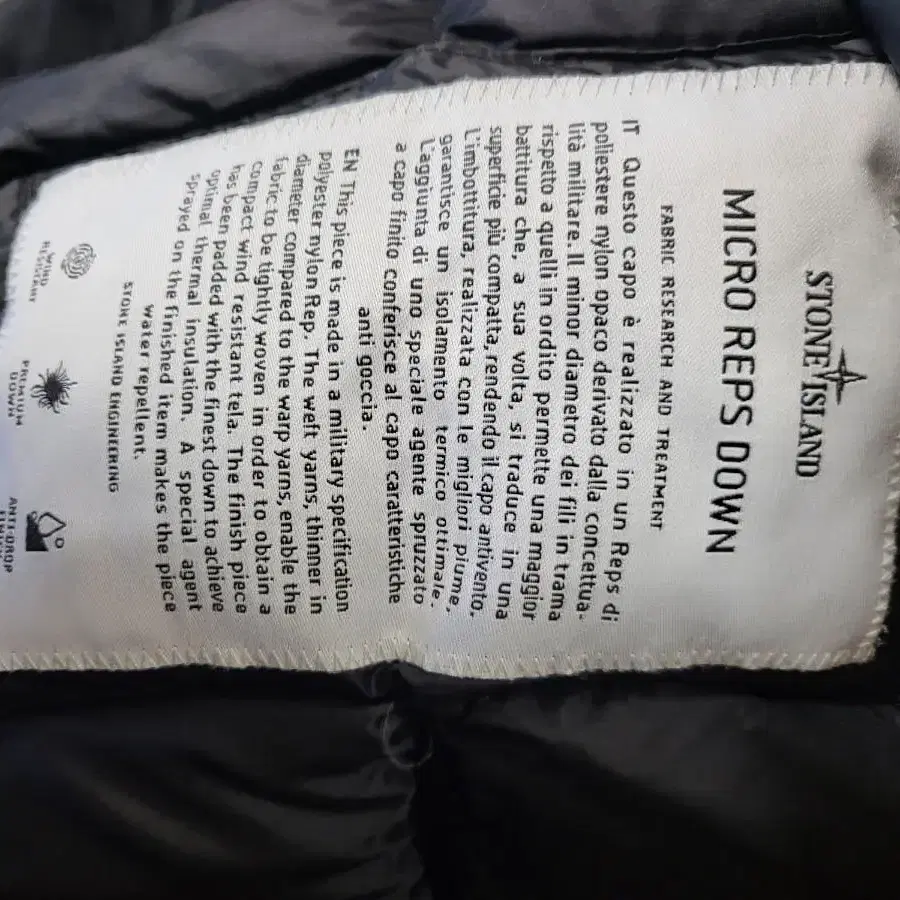 STONE ISLAND
MICRO REPS DOWN
FABRIC RESEARCH AND TREATMENT
IT Questo capo è realizzato in un Reps di
poliestere nylon opaco derivato dalla concettua-
lità militare. Il minor diametro dei fili in trama
rispetto a quelli in ordito permette una maggior
battitura che, a sua volta, si traduce in una
superficie più compatta, rendendo il capo antivento.
L'imbottitura, realizzata con le migliori piume,
garantisce un isolamento termico ottimale.
L'aggiunta di uno speciale agente spruzzato
a capo finito conferisce al capo caratteristiche
anti goccia.
EN This piece is made in a military specification
polyester nylon Rep. The weft yarns, thinner in
diameter compared to the warp yarns, enable the
fabric to be tightly woven in order to obtain a
compact wind resistant tela. The finish piece
has been padded with the finest down to achieve
optimal thermal insulation. A special agent
sprayed on the finished item makes the piece
water repellent.
STONE ISLAND ENGINEERING
WIND
RESISTANT
PREMIUM
DOWN
ANTI-DROP